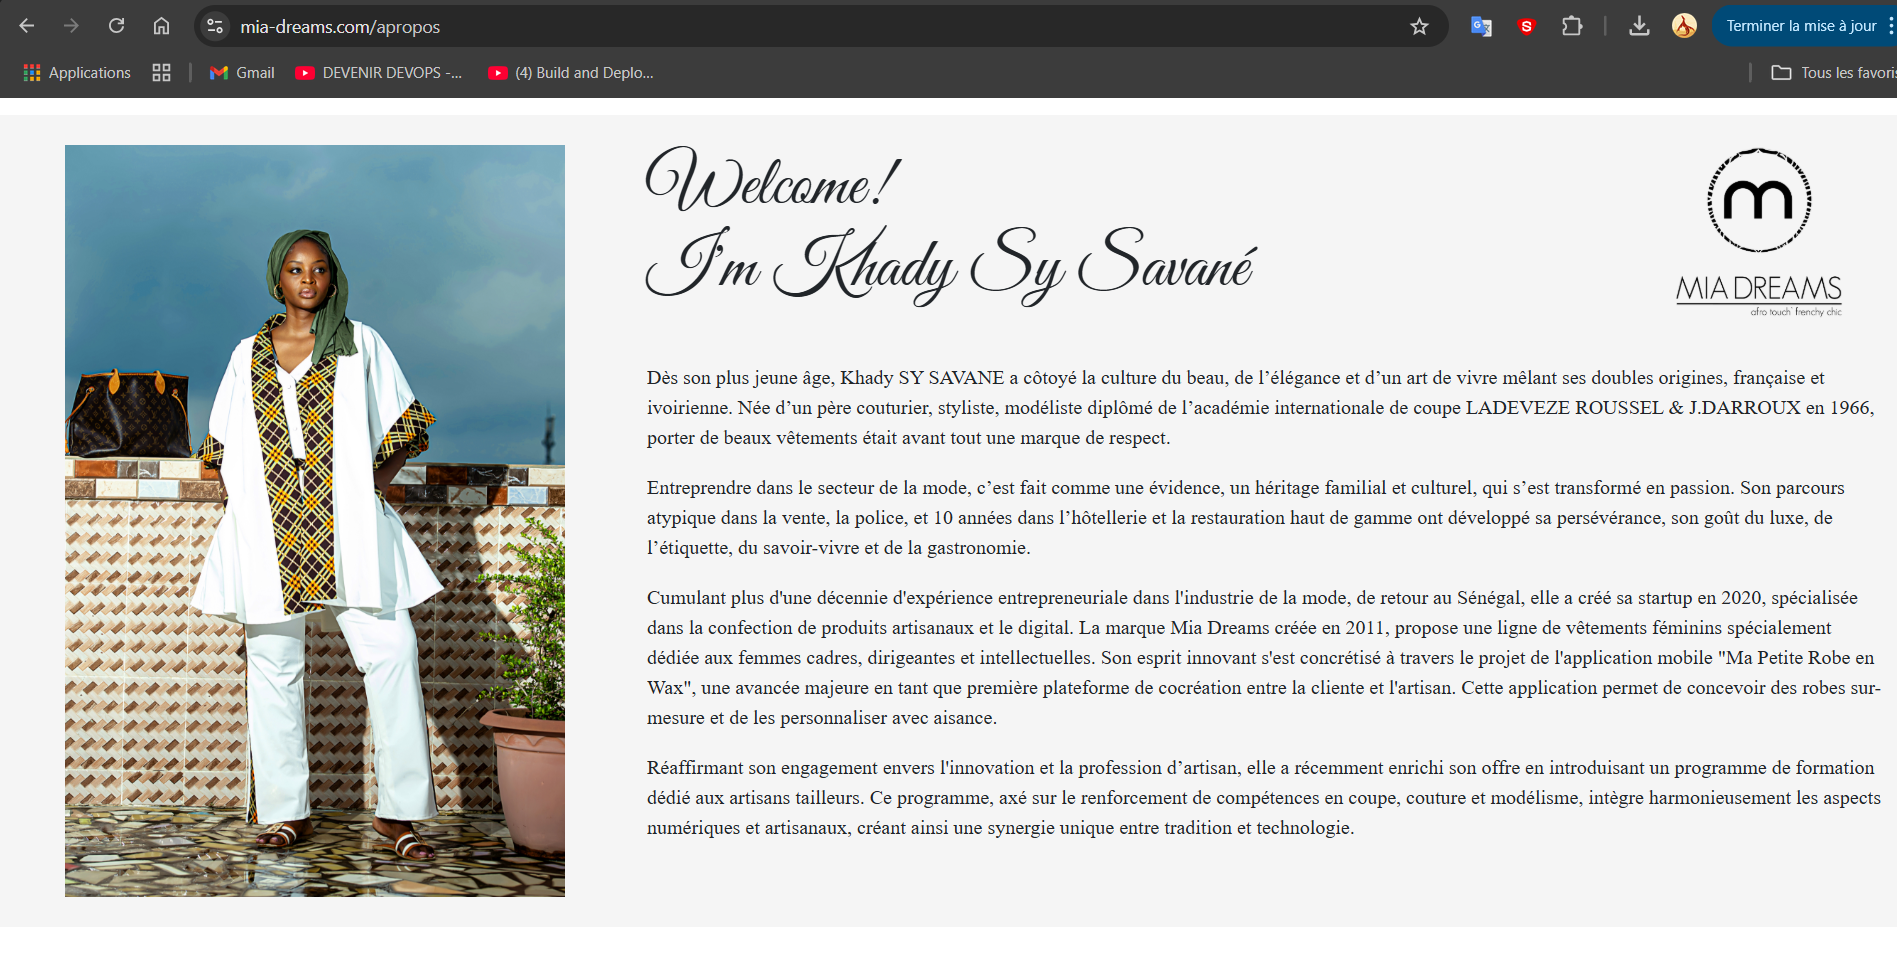 mia-dreams.com/apropos
Terminer la mise à jour
Applications
Gmail
DEVENIR DEVOPS -...
(4) Build and Deplo...
Tous les favoris
Welcome!
I'm Khady Sy Savané
m
MIA DREAMS
afro touch' frenchy chic
Dès son plus jeune âge, Khady SY SAVANE a côtoyé la culture du beau, de l’élégance et d’un art de vivre mêlant ses doubles origines, française et
ivoirienne. Née d’un père couturier, styliste, modéliste diplômé de l’académie internationale de coupe LADEVEZE ROUSSEL & J.DARROUX en 1966,
porter de beaux vêtements était avant tout une marque de respect.
Entreprendre dans le secteur de la mode, c’est fait comme une évidence, un héritage familial et culturel, qui s’est transformé en passion. Son parcours
atypique dans la vente, la police, et 10 années dans l’hôtellerie et la restauration haut de gamme ont développé sa persévérance, son goût du luxe, de
l’étiquette, du savoir-vivre et de la gastronomie.
Cumulant plus d'une décennie d'expérience entrepreneuriale dans l'industrie de la mode, de retour au Sénégal, elle a créé sa startup en 2020, spécialisée
dans la confection de produits artisanaux et le digital. La marque Mia Dreams créée en 2011, propose une ligne de vêtements féminins spécialement
dédiée aux femmes cadres, dirigeantes et intellectuelles. Son esprit innovant s'est concrétisé à travers le projet de l'application mobile "Ma Petite Robe en
Wax", une avancée majeure en tant que première plateforme de cocréation entre la cliente et l'artisan. Cette application permet de concevoir des robes sur-
mesure et de les personnaliser avec aisance.
Réaffirmant son engagement envers l'innovation et la profession d’artisan, elle a récemment enrichi son offre en introduisant un programme de formation
dédié aux artisans tailleurs. Ce programme, axé sur le renforcement de compétences en coupe, couture et modélisme, intègre harmonieusement les aspects
numériques et artisanaux, créant ainsi une synergie unique entre tradition et technologie.